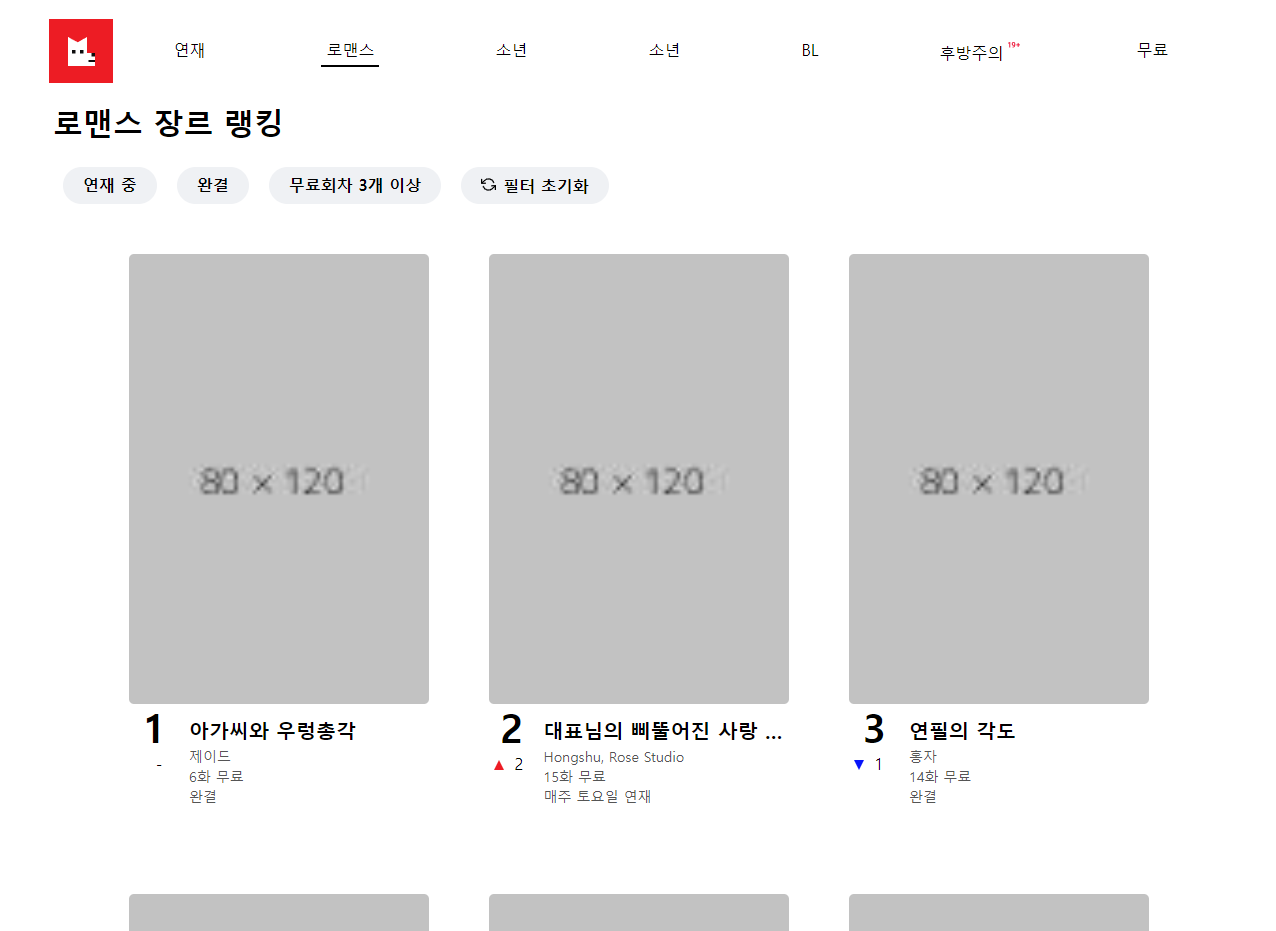 연재 로맨스 소년 소년 BL 후방주의 19+ 무료
로맨스 장르 랭킹
연재 중 완결 무료회차 3개 이상 필터 초기화
80 × 120 80 × 120 80 × 120
1 아가씨와 우렁총각
-
제이드
6화 무료
완결
2 대표님의 삐뚤어진 사랑 ...
▲ 2
Hongshu, Rose Studio
15화 무료
매주 토요일 연재
3 연필의 각도
▼ 1
홍자
14화 무료
완결